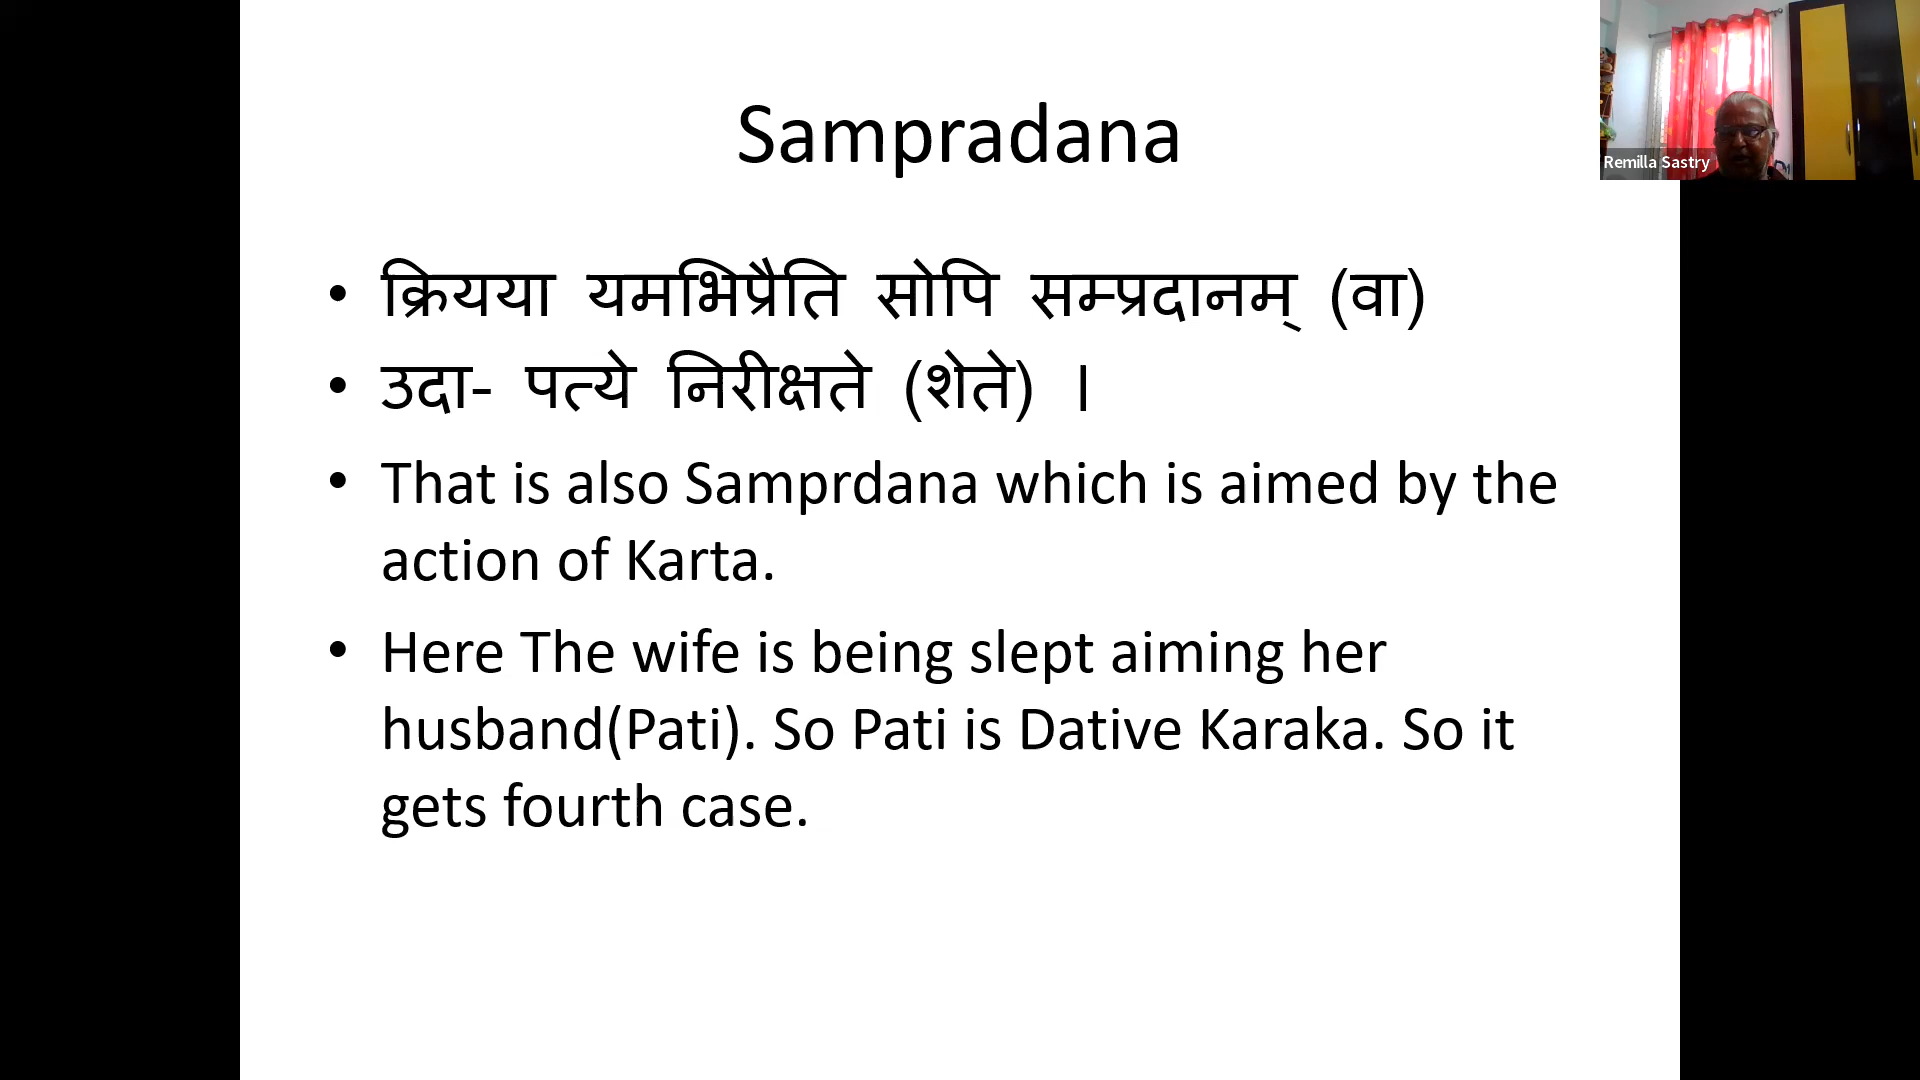 Sampradana
Remilla Sastry
• क्रियया यमभिप्रैति सोपि सम्प्रदानम् (वा)
• उदा- पत्ये निरीक्षते (शेते) ।
• That is also Samprdana which is aimed by the
action of Karta.
• Here The wife is being slept aiming her
husband(Pati). So Pati is Dative Karaka. So it
gets fourth case.